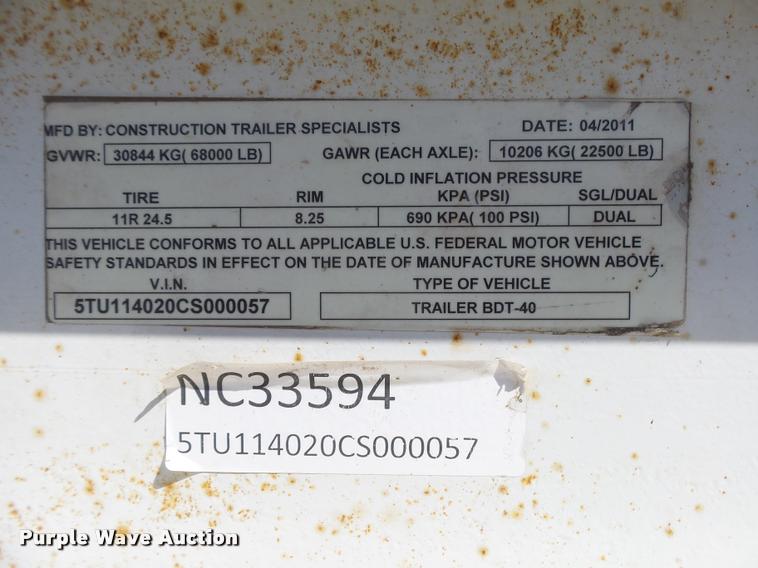 MFD BY: CONSTRUCTION TRAILER SPECIALISTS DATE: 04/2011
GVWR: 30844 KG( 68000 LB) GAWR (EACH AXLE): 10206 KG( 22500 LB)
COLD INFLATION PRESSURE
TIRE RIM KPA (PSI) SGL/DUAL
11R 24.5 8.25 690 KPA( 100 PSI) DUAL
THIS VEHICLE CONFORMS TO ALL APPLICABLE U.S. FEDERAL MOTOR VEHICLE
SAFETY STANDARDS IN EFFECT ON THE DATE OF MANUFACTURE SHOWN ABOVE.
V.I.N. TYPE OF VEHICLE
5TU114020CS000057 TRAILER BDT-40
NC33594
5TU114020CS000057
Purple Wave Auction